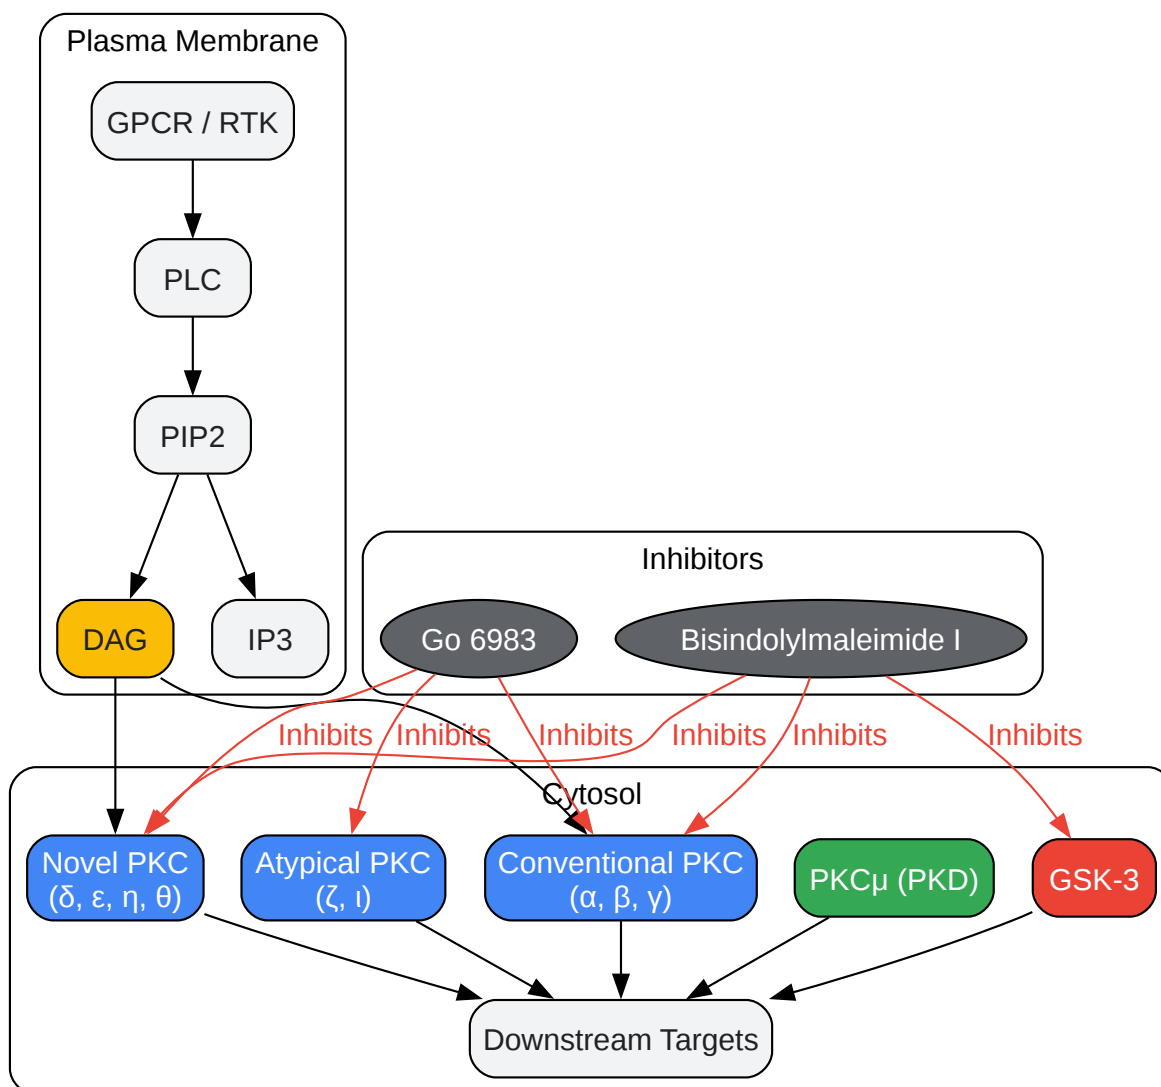 Plasma Membrane
GPCR / RTK
PLC
PIP2
Inhibitors
DAG
IP3
Go 6983
Bisindolylmaleimide I
Inhibits
Inhibits
Inhibits
Inhibits
Inhibits
Inhibits
Cytosol
Novel PKC
(δ, ε, η, θ)
Atypical PKC
(ζ, ι)
Conventional PKC
(α, β, γ)
PKCμ (PKD)
GSK-3
Downstream Targets